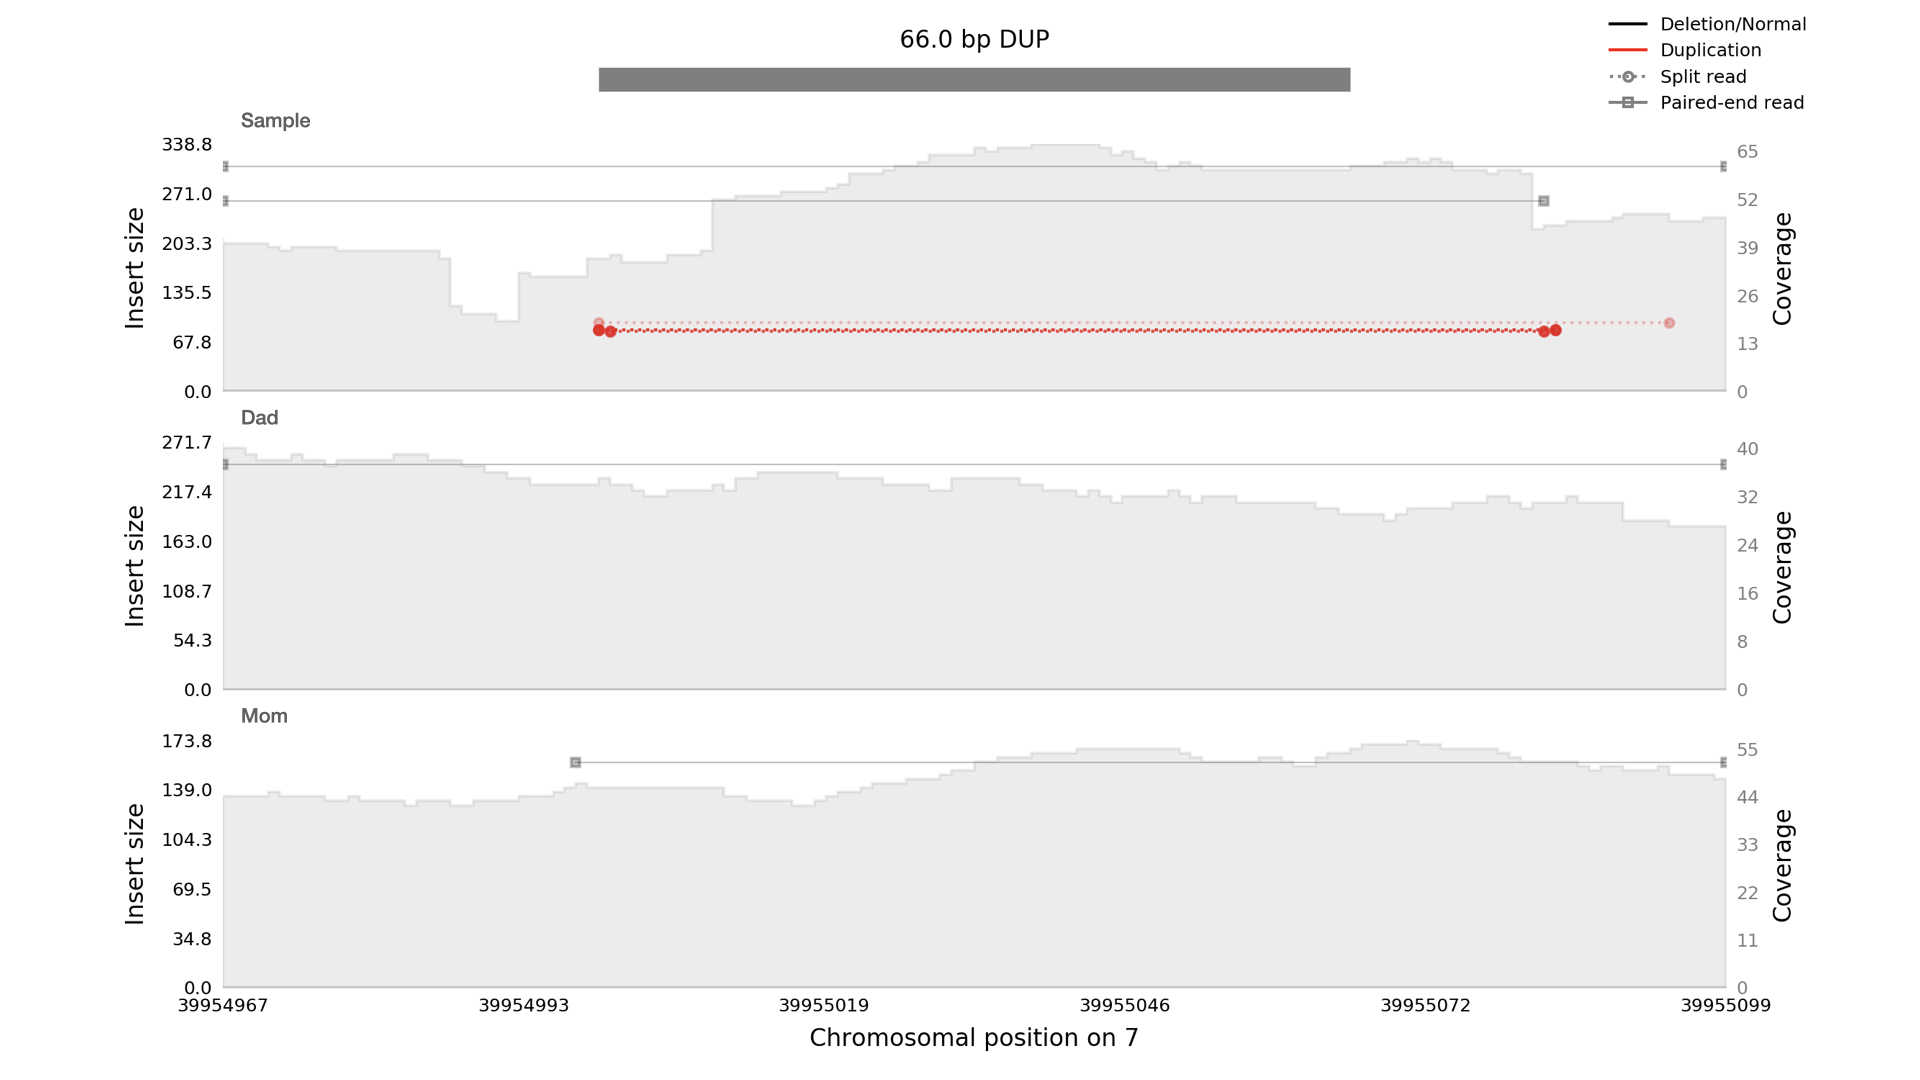 66.0 bp DUP
Deletion/Normal
Duplication
Split read
Paired-end read
Sample
338.8
271.0
203.3
135.5
67.8
0.0
Insert size
65
52
39
26
13
0
Coverage
Dad
271.7
217.4
163.0
108.7
54.3
0.0
Insert size
40
32
24
16
8
0
Coverage
Mom
173.8
139.0
104.3
69.5
34.8
0.0
Insert size
55
44
33
22
11
0
Coverage
39954967 39954993 39955019 39955046 39955072 39955099
Chromosomal position on 7